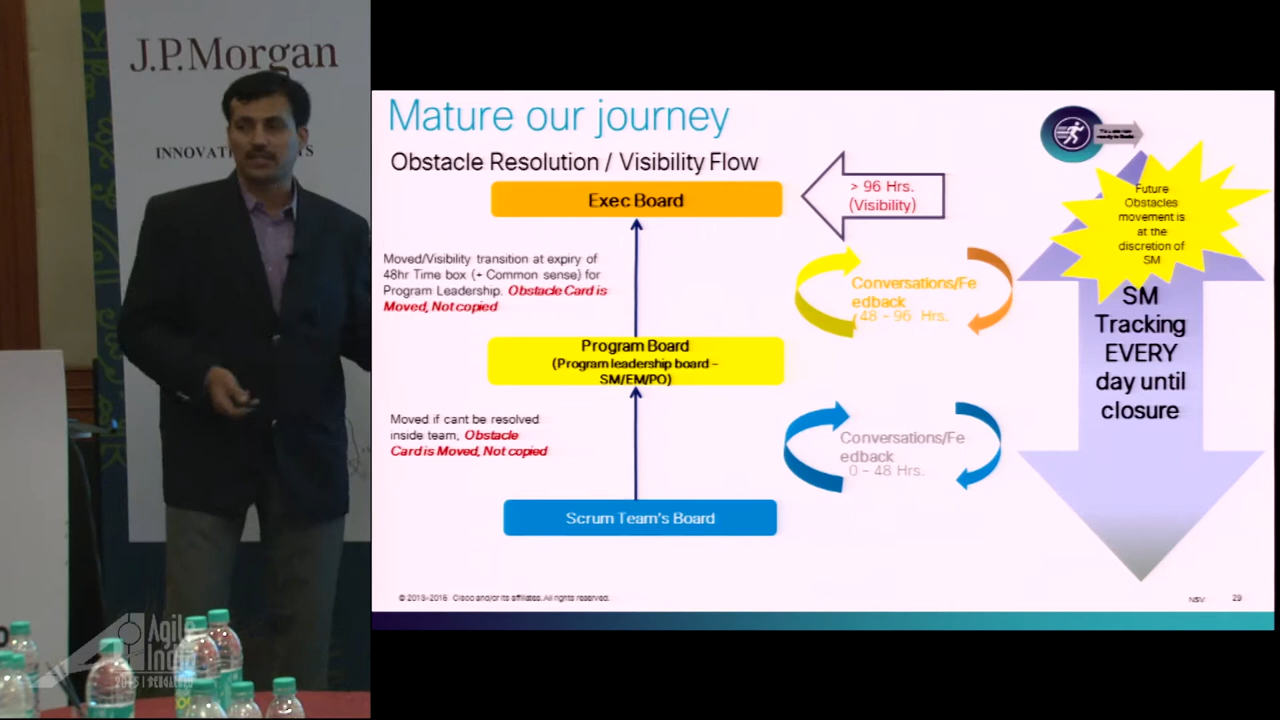 J.P.Morgan
Mature our journey
Obstacle Resolution / Visibility Flow
Exec Board
> 96 Hrs.
(Visibility)
Future
Obstacles
movement is
at the
discretion of
SM
Moved/Visibility transition at expiry of
48hr Time box (+ Common sense) for
Program Leadership. Obstacle Card is
Moved, Not copied
Conversations/Fe
edback
(48 - 96 Hrs.
SM
Tracking
EVERY
day until
closure
Program Board
(Program leadership board –
SM/EM/PO)
Moved if cant be resolved
inside team, Obstacle
Card is Moved, Not copied
Conversations/Fe
edback
0 – 48 Hrs.
Scrum Team's Board
© 2013-2016 Cisco and/or its affiliates. All rights reserved.
NSV
29
Agile
India
2015 | BENGALURU